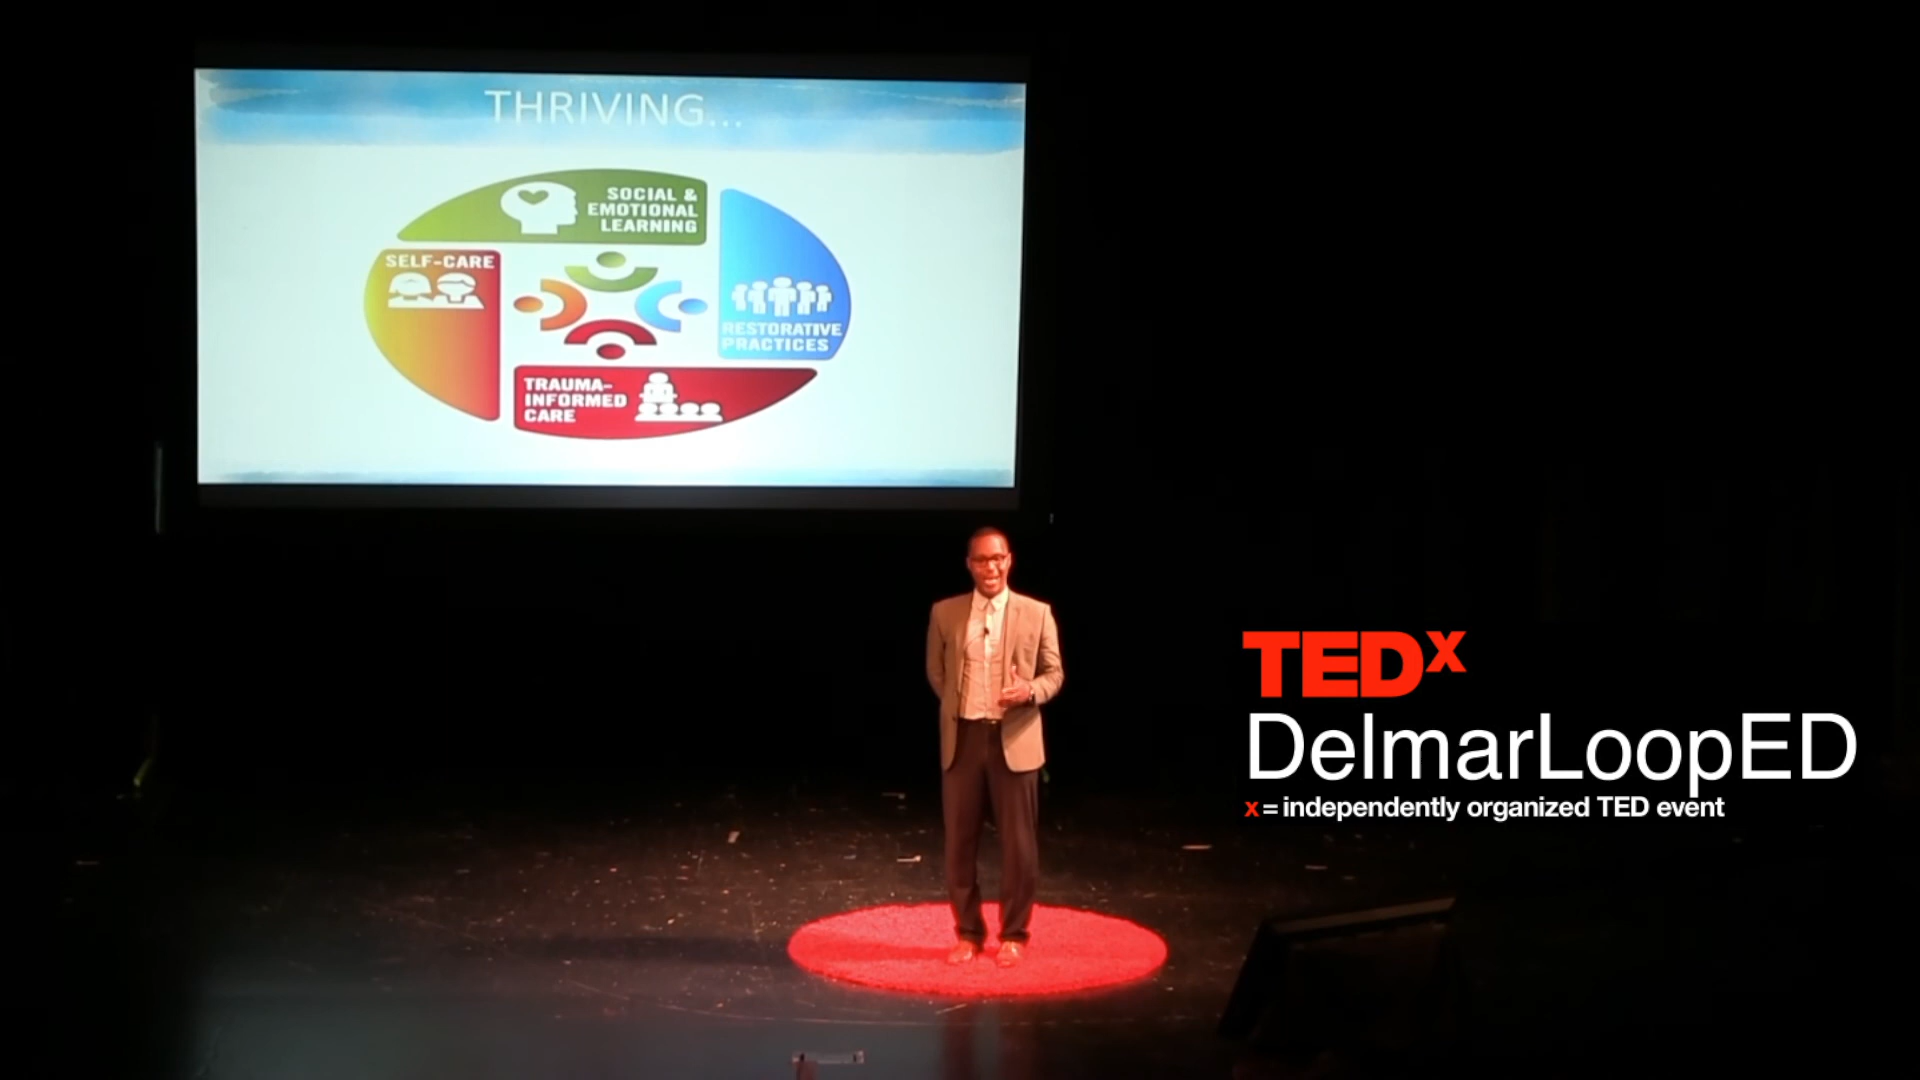 THRIVING...
SOCIAL &
EMOTIONAL
LEARNING
SELF-CARE
RESTORATIVE
PRACTICES
TRAUMA-
INFORMED
CARE
TEDx
DelmarLoopED
x = independently organized TED event